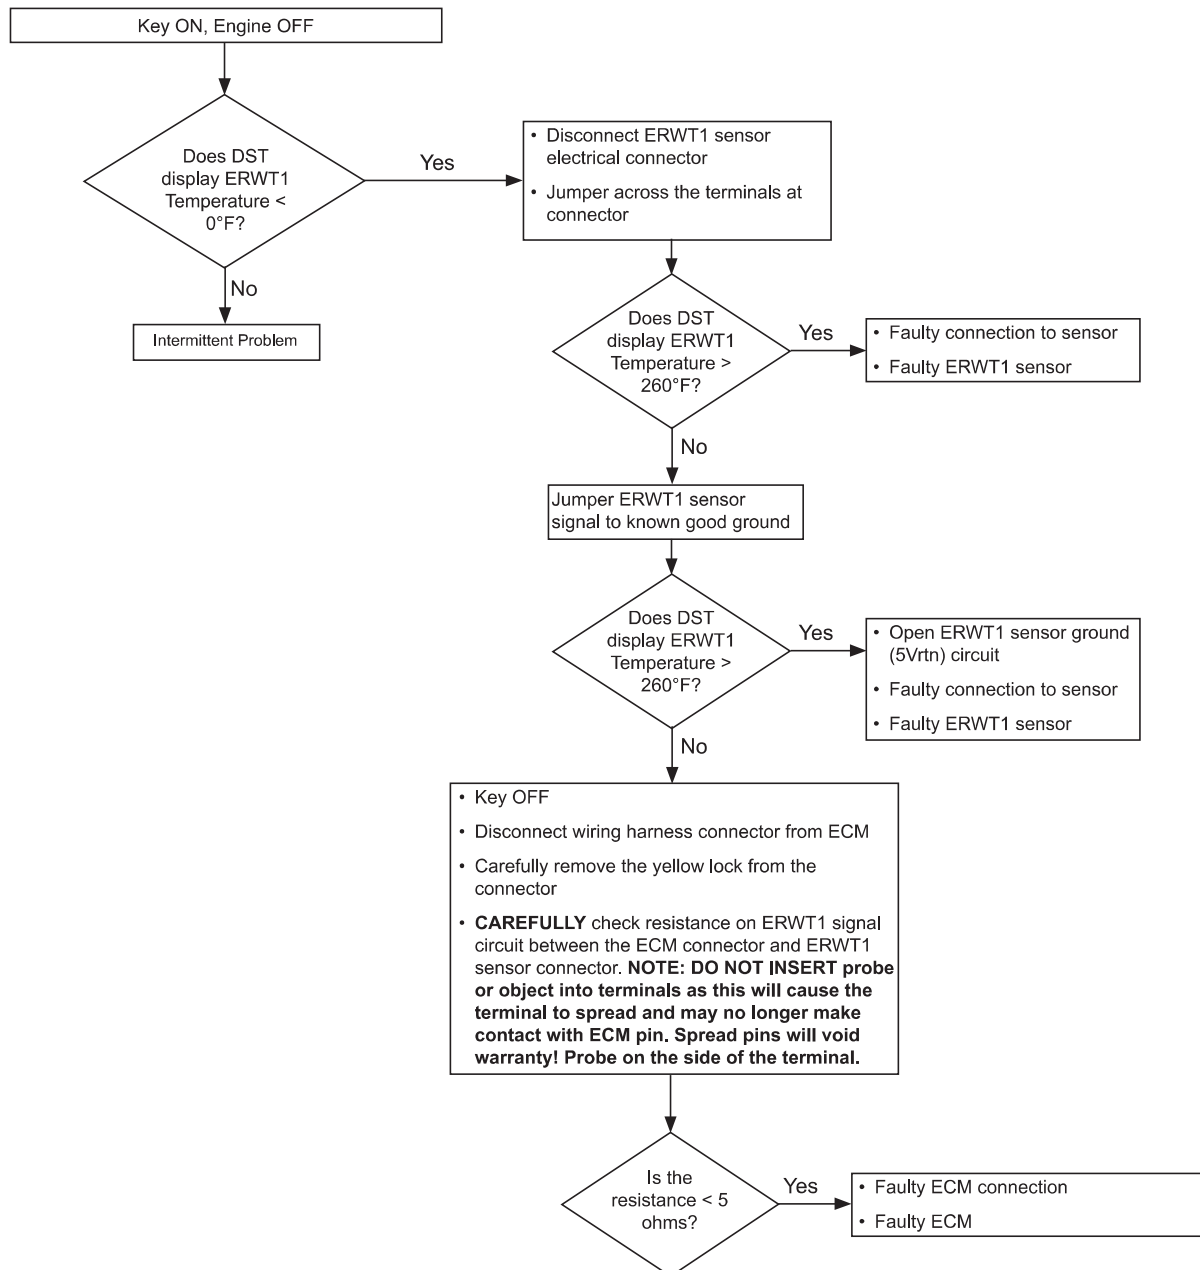 Key ON, Engine OFF
Does DST
display ERWT1
Temperature <
0°F?
Yes
No
Intermittent Problem
• Disconnect ERWT1 sensor
electrical connector
• Jumper across the terminals at
connector
Does DST
display ERWT1
Temperature >
260°F?
Yes
• Faulty connection to sensor
• Faulty ERWT1 sensor
No
Jumper ERWT1 sensor
signal to known good ground
Does DST
display ERWT1
Temperature >
260°F?
Yes
• Open ERWT1 sensor ground
(5Vrtn) circuit
• Faulty connection to sensor
• Faulty ERWT1 sensor
No
• Key OFF
• Disconnect wiring harness connector from ECM
• Carefully remove the yellow lock from the
connector
• CAREFULLY check resistance on ERWT1 signal
circuit between the ECM connector and ERWT1
sensor connector. NOTE: DO NOT INSERT probe
or object into terminals as this will cause the
terminal to spread and may no longer make
contact with ECM pin. Spread pins will void
warranty! Probe on the side of the terminal.
Is the
resistance < 5
ohms?
Yes
• Faulty ECM connection
• Faulty ECM